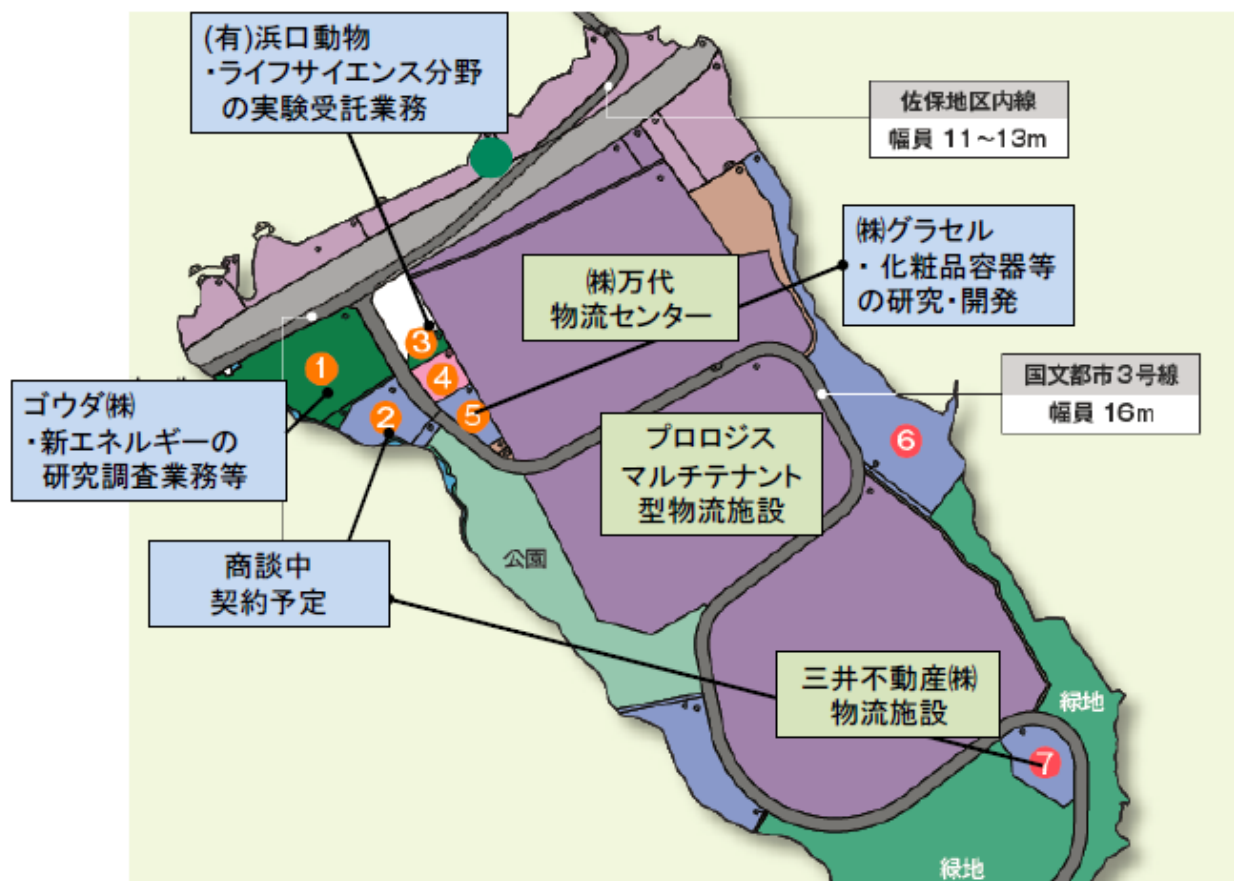 (有)浜口動物
・ライフサイエンス分野
の実験受託業務
佐保地区内線
幅員 11〜13m
㈱グラセル
・化粧品容器等
の研究・開発
㈱万代
物流センター
国文都市3号線
幅員 16m
1
2
3
4
5
6
7
ゴウダ㈱
・新エネルギーの
研究調査業務等
プロロジス
マルチテナント
型物流施設
商談中
契約予定
公園
三井不動産㈱
物流施設
緑地
緑地